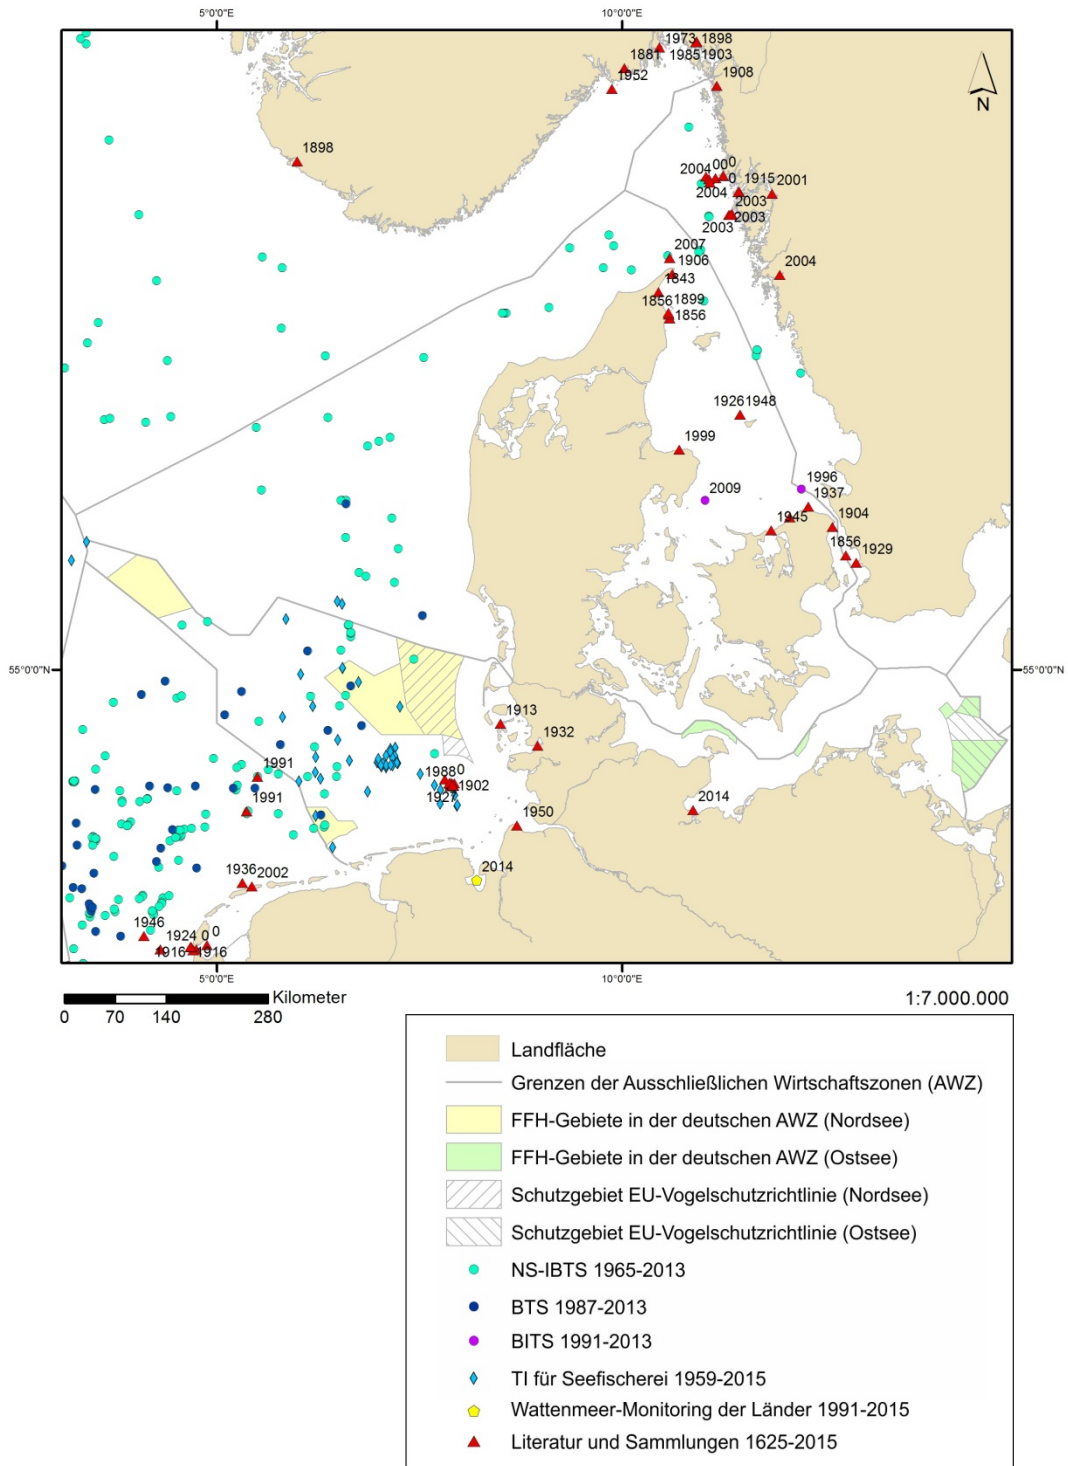 5°0'0"E 10°0'0"E
1973 1898
1881 1985 1903
1952 1908
N
1898
2004 000
0 1915 2001
2004 2003
2003 2003
2007
1906 2004
1843
1856 1899
1856
1926 1948
1999
1996
2009 1937
1945 1904
1856
1929
55°0'0"N 55°0'0"N
1913
1932
1991 1988 0
1902
1991 1927
1950 2014
2014
1936 2002
1946
1924 0 0
1916 1916
5°0'0"E 10°0'0"E
Kilometer 1:7.000.000
0 70 140 280
Landfläche
Grenzen der Ausschließlichen Wirtschaftszonen (AWZ)
FFH-Gebiete in der deutschen AWZ (Nordsee)
FFH-Gebiete in der deutschen AWZ (Ostsee)
Schutzgebiet EU-Vogelschutzrichtlinie (Nordsee)
Schutzgebiet EU-Vogelschutzrichtlinie (Ostsee)
NS-IBTS 1965-2013
BTS 1987-2013
BITS 1991-2013
TI für Seefischerei 1959-2015
Wattenmeer-Monitoring der Länder 1991-2015
Literatur und Sammlungen 1625-2015